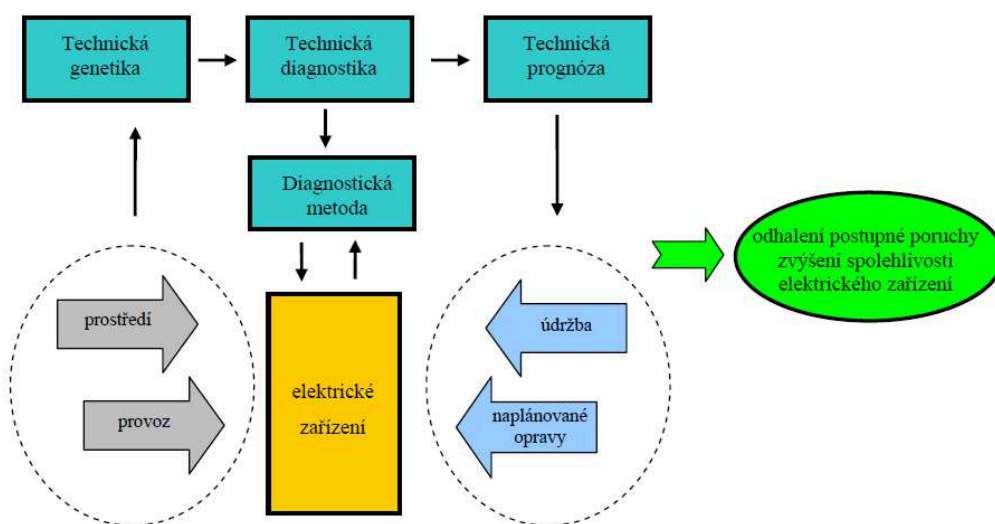 Technická
genetika
Technická
diagnostika
Technická
prognóza
Diagnostická
metoda
odhalení postupné poruchy
zvýšení spolehlivosti
elektrického zařízení
prostředí
údržba
elektrické
zařízení
provoz
naplánované
opravy